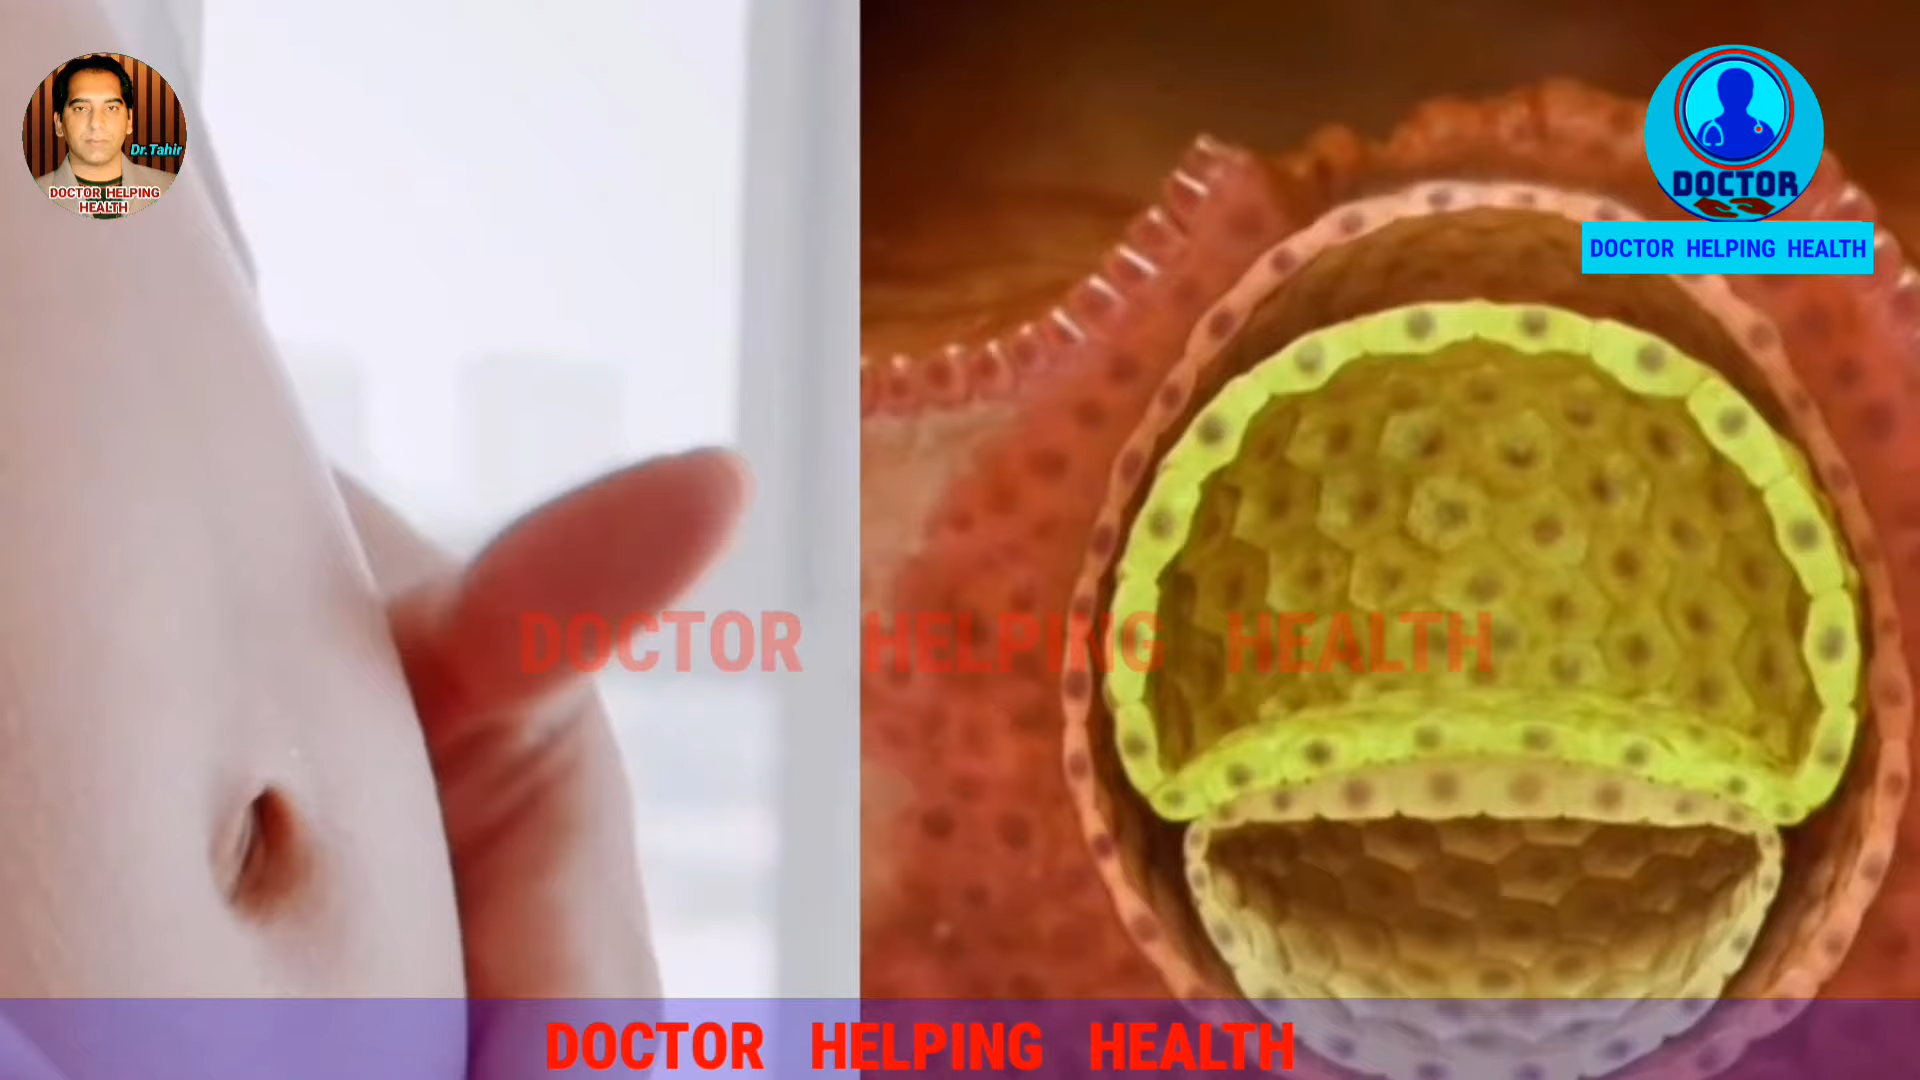 Dr.Tahir
DOCTOR HELPING
HEALTH
DOCTOR
DOCTOR HELPING HEALTH
DOCTOR HELPING HEALTH
DOCTOR HELPING HEALTH